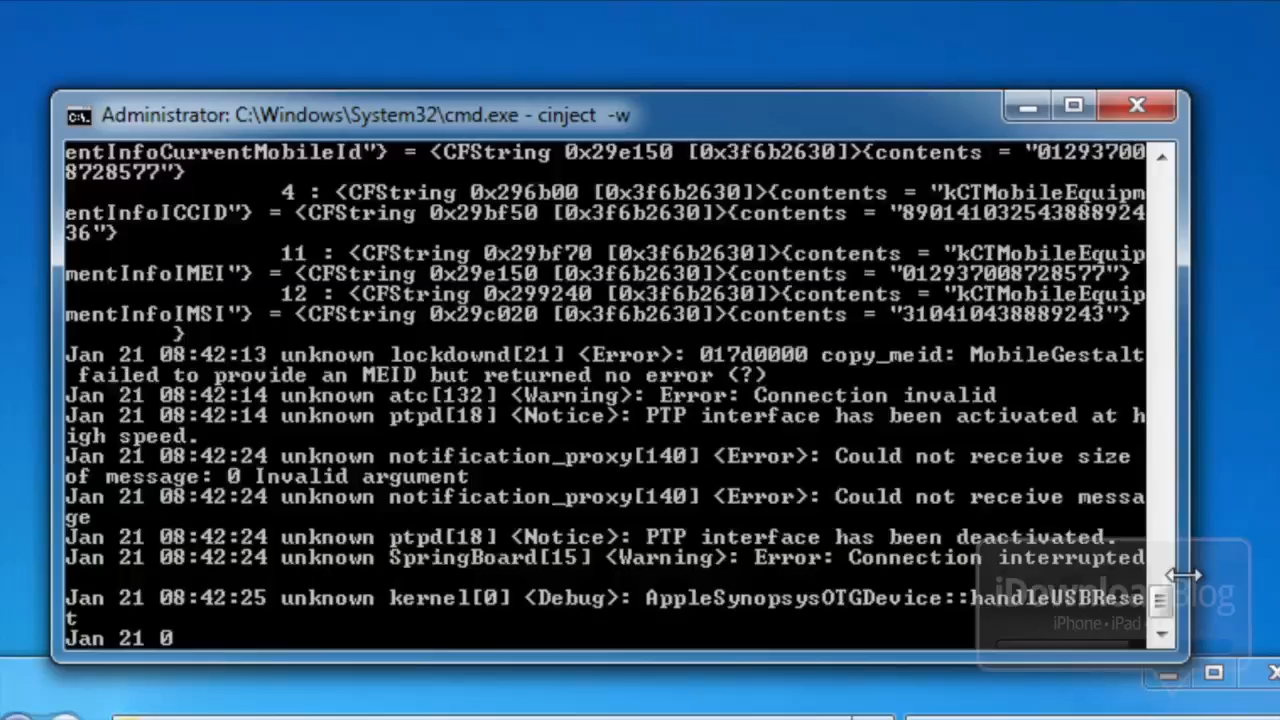 Administrator: C:\Windows\System32\cmd.exe - cinject  -w
entInfoCurrentMobileId"} = <CFString 0x29e150 [0x3f6b2630]>{contents = "01293700
8728577"}
4 : <CFString 0x296b00 [0x3f6b2630]>{contents = "kCTMobileEquipm
entInfoICCID"} = <CFString 0x29bf50 [0x3f6b2630]>{contents = "890141032543888924
36"}
11 : <CFString 0x29bf70 [0x3f6b2630]>{contents = "kCTMobileEquip
mentInfoIMEI"} = <CFString 0x29e150 [0x3f6b2630]>{contents = "012937008728577"}
12 : <CFString 0x299240 [0x3f6b2630]>{contents = "kCTMobileEquip
mentInfoIMSI"} = <CFString 0x29c020 [0x3f6b2630]>{contents = "310410438889243"}
}
Jan 21 08:42:13 unknown lockdownd[21] <Error>: 017d0000 copy_meid: MobileGestalt
failed to provide an MEID but returned no error (?)
Jan 21 08:42:14 unknown atc[132] <Warning>: Error: Connection invalid
Jan 21 08:42:14 unknown ptpd[18] <Notice>: PTP interface has been activated at h
igh speed.
Jan 21 08:42:24 unknown notification_proxy[140] <Error>: Could not receive size
of message: 0 Invalid argument
Jan 21 08:42:24 unknown notification_proxy[140] <Error>: Could not receive messa
ge
Jan 21 08:42:24 unknown ptpd[18] <Notice>: PTP interface has been deactivated.
Jan 21 08:42:24 unknown SpringBoard[15] <Warning>: Error: Connection interrupted
Jan 21 08:42:25 unknown kernel[0] <Debug>: AppleSynopsysOTGDevice::handleUSBRese
t
Jan 21 0
iDownloadBlog
iPhone • iPad •